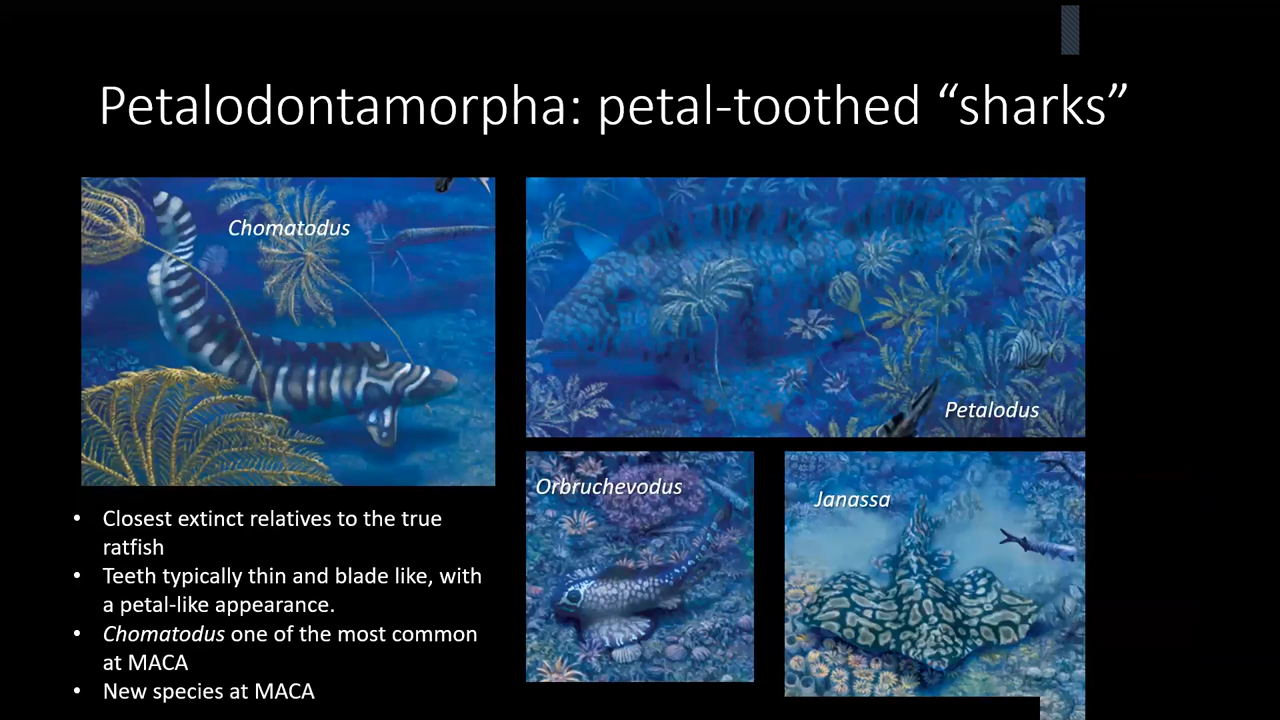 Petalodontamorpha: petal-toothed “sharks”
Chomatodus
Petalodus
Orbruchevodus
Janassa
• Closest extinct relatives to the true
ratfish
• Teeth typically thin and blade like, with
a petal-like appearance.
• Chomatodus one of the most common
at MACA
• New species at MACA